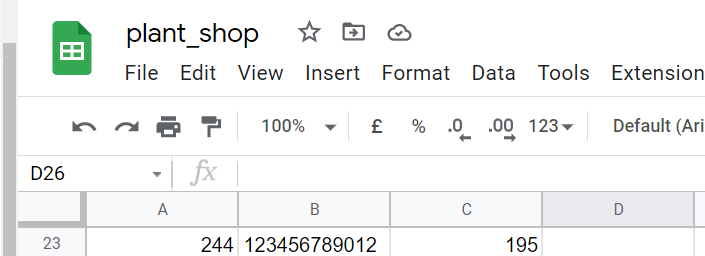 plant_shop
File Edit View Insert Format Data Tools Extension
100% £ % .0 .00 123 Default (Ari
D26 fx
A B C D
23 244 123456789012 195